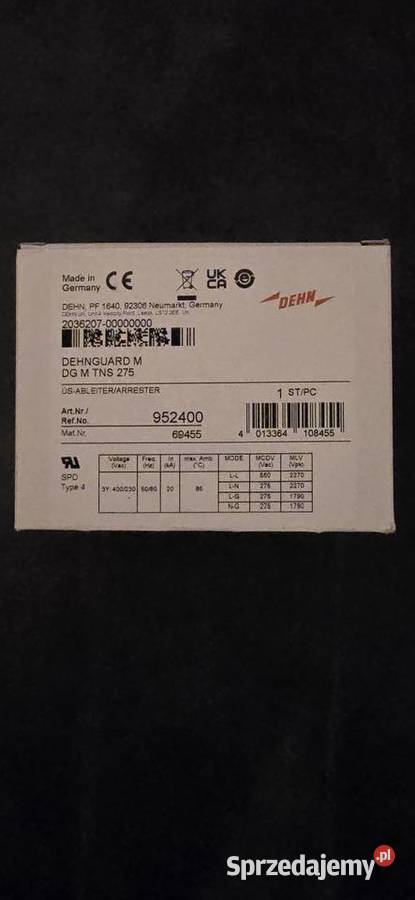 Made in
Germany CE
UK
CA
DEHN
DEHN, PF 1640, 92306 Neumarkt, Germany
2036207-00000000
DEHNGUARD M
DG M TNS 275
ÜS-ABLEITER/ARRESTER
1 ST/PC
Art.Nr./
Ref.No. 952400
Mat.Nr. 69455
4 013364 108455
SPD
Type 4
Voltage (Vac) Freq. (Hz) In (kA) max. Amb. (°C) MODE MCOV (Vac) MLV (Vpk)
3Y: 400/230 50/60 20 85
L-L 550 2270
L-N 275 2270
L-G 275 1790
N-G 275 1790
Sprzedajemy.pl